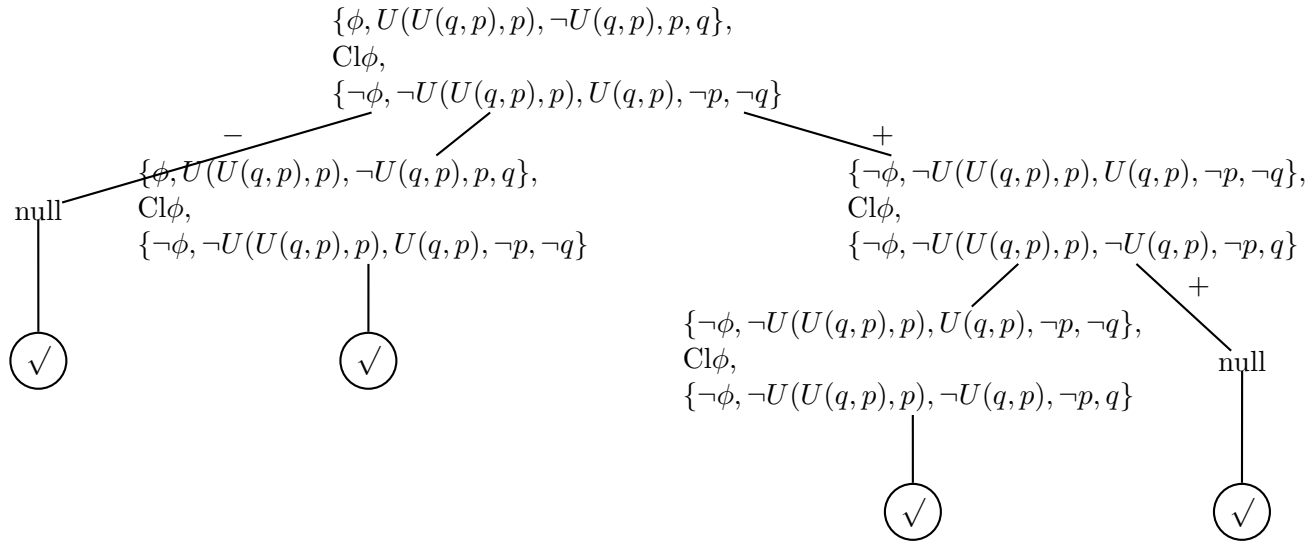 {ϕ, U(U(q, p), p), ¬U(q, p), p, q},
Clϕ,
{¬ϕ, ¬U(U(q, p), p), U(q, p), ¬p, ¬q}
−
+
{ϕ, U(U(q, p), p), ¬U(q, p), p, q},
Clϕ,
{¬ϕ, ¬U(U(q, p), p), U(q, p), ¬p, ¬q}
null
{¬ϕ, ¬U(U(q, p), p), U(q, p), ¬p, ¬q},
Clϕ,
{¬ϕ, ¬U(U(q, p), p), ¬U(q, p), ¬p, q}
+
{¬ϕ, ¬U(U(q, p), p), U(q, p), ¬p, ¬q},
Clϕ,
{¬ϕ, ¬U(U(q, p), p), ¬U(q, p), ¬p, q}
null
√
√
√
√